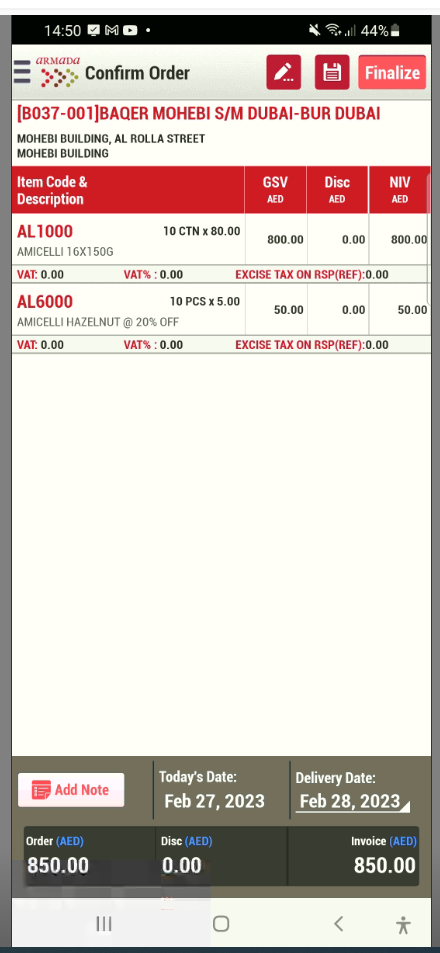 14:50 44%
ARMADA Confirm Order Finalize
[B037-001]BAQER MOHEBI S/M DUBAI-BUR DUBAI
MOHEBI BUILDING, AL ROLLA STREET
MOHEBI BUILDING
Item Code & Description GSV AED Disc AED NIV AED
AL1000 10 CTN x 80.00 800.00 0.00 800.00
AMICELLI 16X150G
VAT: 0.00 VAT% : 0.00 EXCISE TAX ON RSP(REF):0.00
AL6000 10 PCS x 5.00 50.00 0.00 50.00
AMICELLI HAZELNUT @ 20% OFF
VAT: 0.00 VAT% : 0.00 EXCISE TAX ON RSP(REF):0.00
Add Note
Today's Date: Delivery Date:
Feb 27, 2023 Feb 28, 2023
Order (AED) Disc (AED) Invoice (AED)
850.00 0.00 850.00